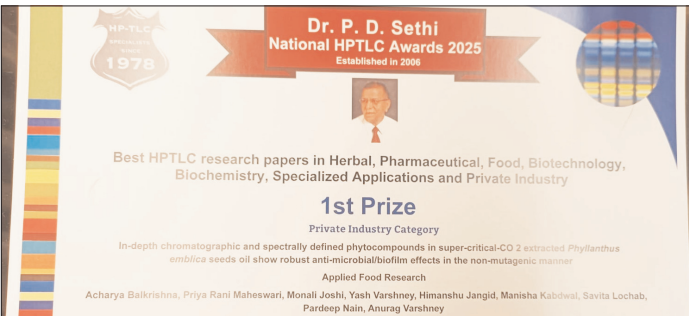 HP-TLC
SPECIALISTS
SINCE
1978
Dr. P. D. Sethi
National HPTLC Awards 2025
Established in 2006
Best HPTLC research papers in Herbal, Pharmaceutical, Food, Biotechnology,
Biochemistry, Specialized Applications and Private Industry
1st Prize
Private Industry Category
In-depth chromatographic and spectrally defined phytocompounds in super-critical-CO 2 extracted Phyllanthus
emblica seeds oil show robust anti-microbial/biofilm effects in the non-mutagenic manner
Applied Food Research
Acharya Balkrishna, Priya Rani Maheswari, Monali Joshi, Yash Varshney, Himanshu Jangid, Manisha Kabdwal, Savita Lochab,
Pardeep Nain, Anurag Varshney